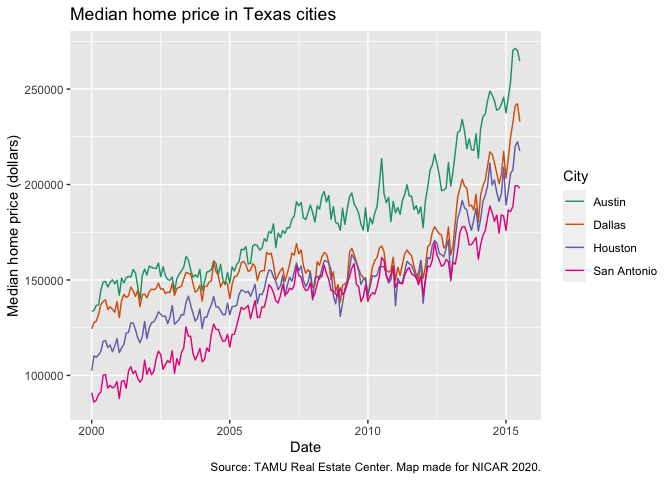 Median home price in Texas cities
Median home price (dollars)
250000
200000
150000
100000
2000
2005
2010
2015
Date
City
Austin
Dallas
Houston
San Antonio
Source: TAMU Real Estate Center. Map made for NICAR 2020.